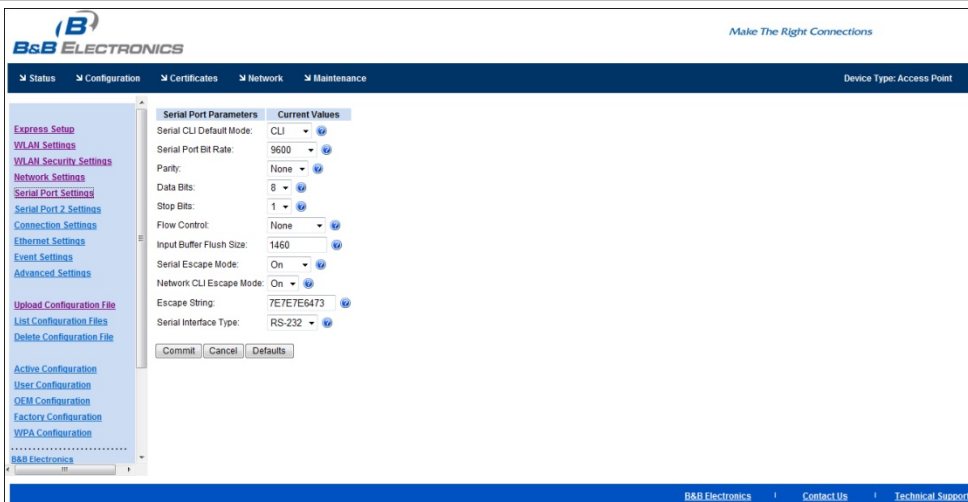 B&B ELECTRONICS
Make The Right Connections
Status Configuration Certificates Network Maintenance Device Type: Access Point
Express Setup
WLAN Settings
WLAN Security Settings
Network Settings
Serial Port Settings
Serial Port 2 Settings
Connection Settings
Ethernet Settings
Event Settings
Advanced Settings
Upload Configuration File
List Configuration Files
Delete Configuration File
Active Configuration
User Configuration
OEM Configuration
Factory Configuration
WPA Configuration
B&B Electronics
Serial Port Parameters Current Values
Serial CLI Default Mode: CLI
Serial Port Bit Rate: 9600
Parity: None
Data Bits: 8
Stop Bits: 1
Flow Control: None
Input Buffer Flush Size: 1460
Serial Escape Mode: On
Network CLI Escape Mode: On
Escape String: 7E7E7E6473
Serial Interface Type: RS-232
Commit Cancel Defaults
B&B Electronics | Contact Us | Technical Support